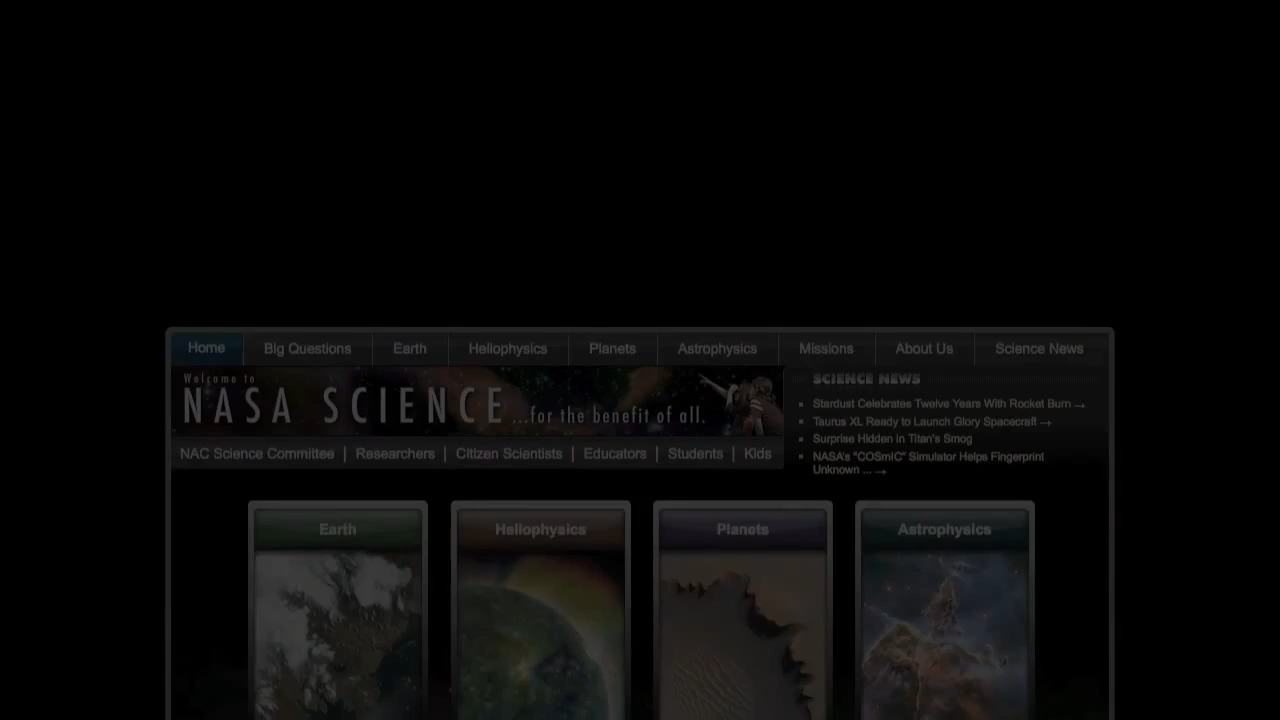 Home Big Questions Earth Heliophysics Planets Astrophysics Missions About Us Science News
Welcome to
NASA SCIENCE ...for the benefit of all.
NAC Science Committee | Researchers | Citizen Scientists | Educators | Students | Kids
SCIENCE NEWS
Stardust Celebrates Twelve Years With Rocket Burn →
Taurus XL Ready to Launch Glory Spacecraft →
Surprise Hidden in Titan's Smog
NASA's "COSmIC" Simulator Helps Fingerprint
Unknown ... →
Earth Heliophysics Planets Astrophysics